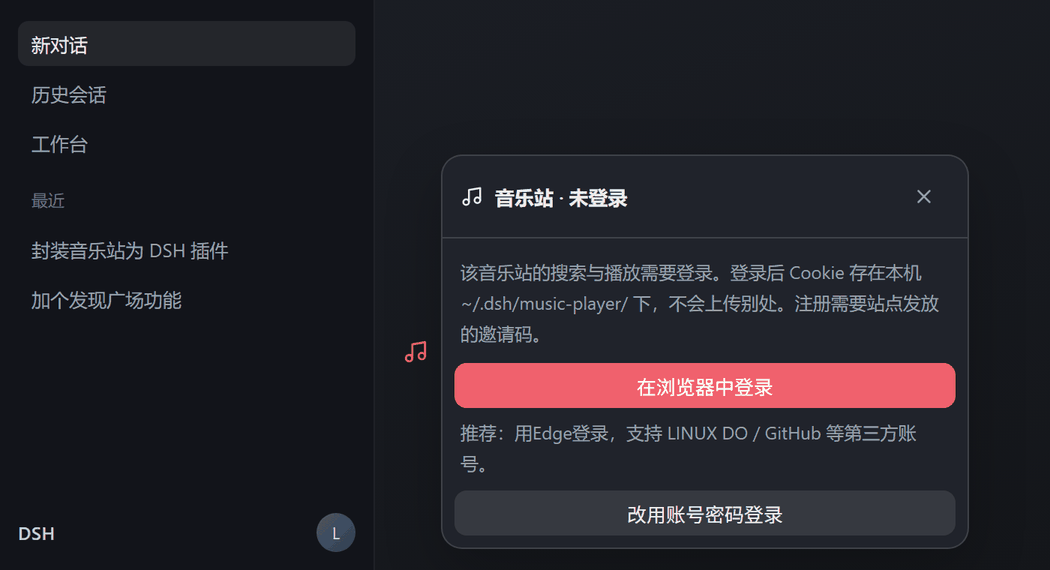 新对话
历史会话
工作台
最近
封装音乐站为 DSH 插件
加个发现广场功能
DSH
L
音乐站 · 未登录
该音乐站的搜索与播放需要登录。登录后 Cookie 存在本机
~/.dsh/music-player/ 下，不会上传别处。注册需要站点发放
的邀请码。
在浏览器中登录
推荐：用Edge登录，支持 LINUX DO / GitHub 等第三方账
号。
改用账号密码登录